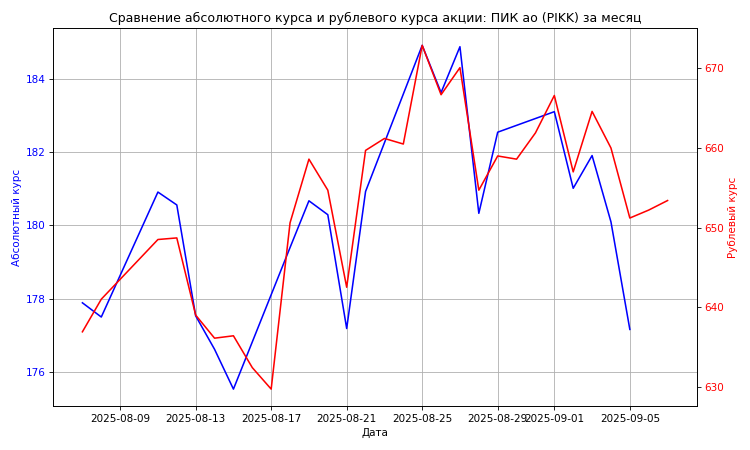 Сравнение абсолютного курса и рублевого курса акции: ПИК ао (PIKK) за месяц
Абсолютный курс
184
182
180
178
176
670
660
650
640
630
Рублевый курс
2025-08-09 2025-08-13 2025-08-17 2025-08-21 2025-08-25 2025-08-29 2025-09-01 2025-09-05
Дата